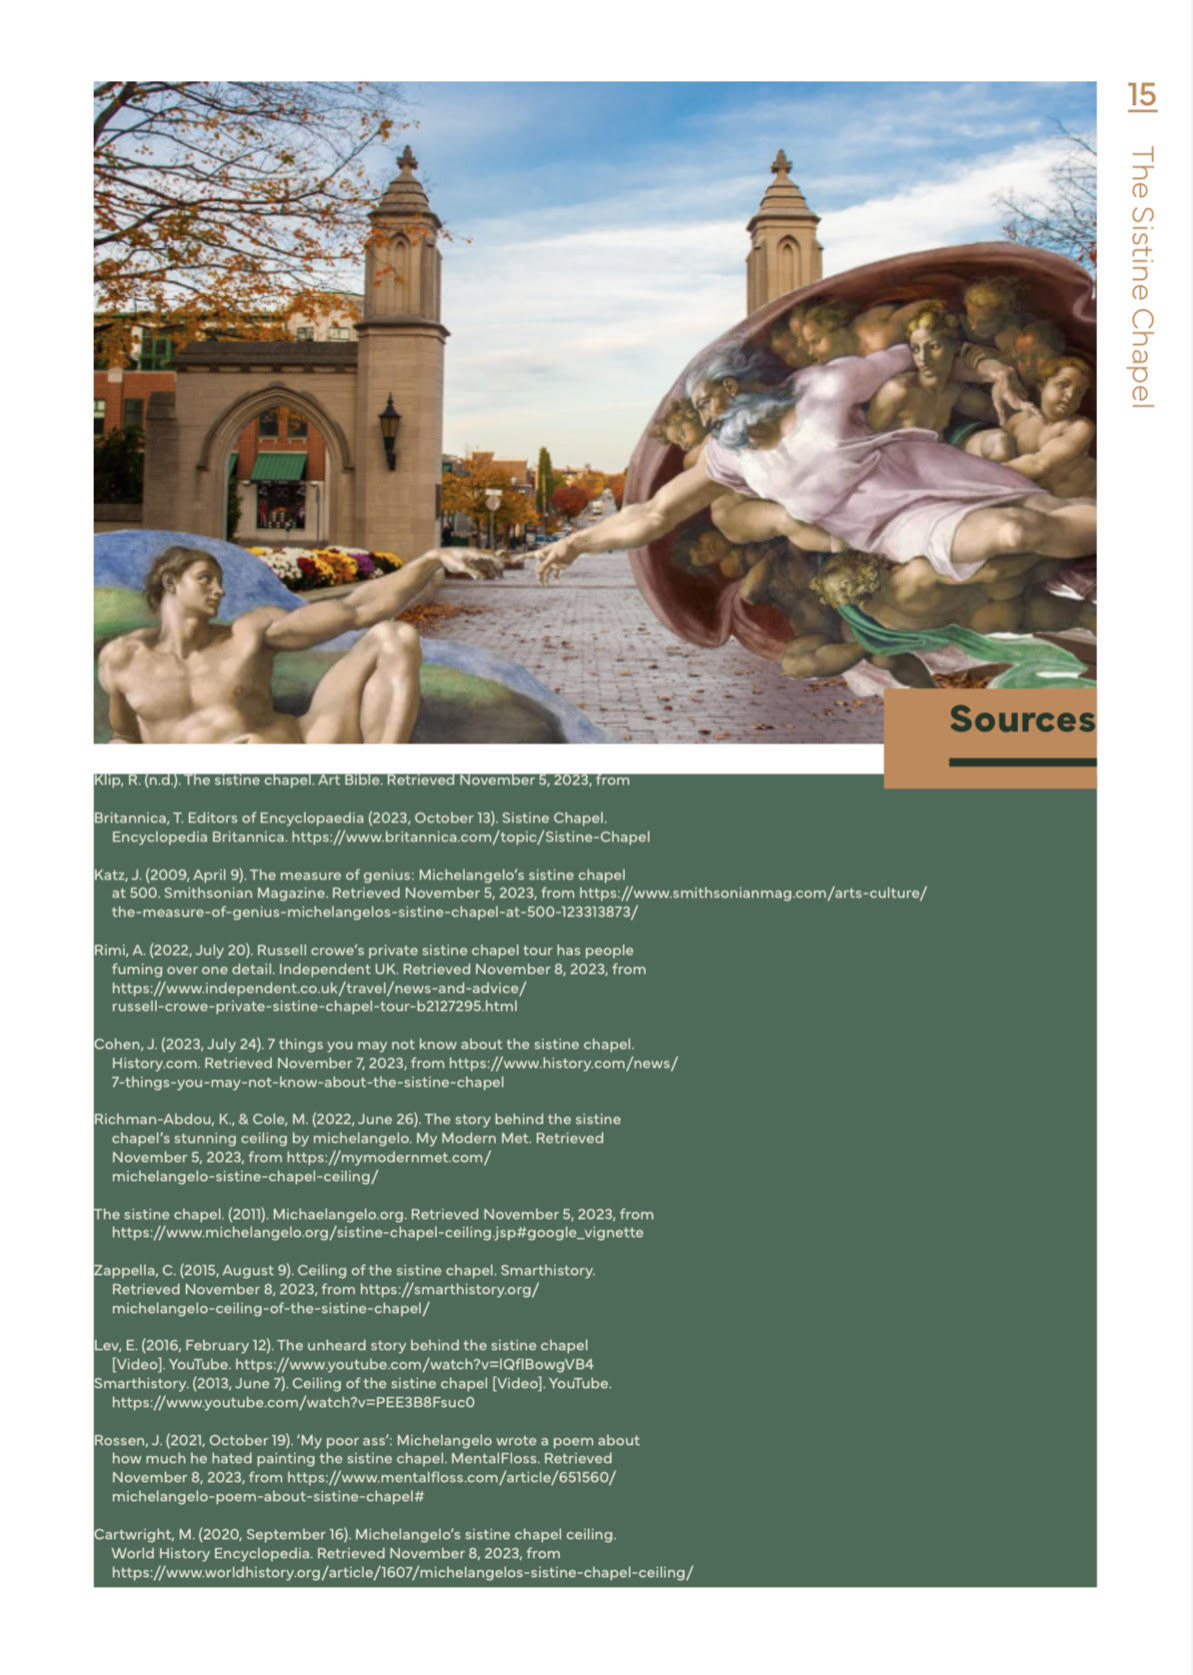 15
The Sistine Chapel
Sources
Klip, R. (n.d.). The sistine chapel. Art Bible. Retrieved November 5, 2023, from
Britannica, T. Editors of Encyclopaedia (2023, October 13). Sistine Chapel.
Encyclopedia Britannica. https://www.britannica.com/topic/Sistine-Chapel
Katz, J. (2009, April 9). The measure of genius: Michelangelo's sistine chapel
at 500. Smithsonian Magazine. Retrieved November 5, 2023, from https://www.smithsonianmag.com/arts-culture/
the-measure-of-genius-michelangelos-sistine-chapel-at-500-123313873/
Rimi, A. (2022, July 20). Russell crowe's private sistine chapel tour has people
fuming over one detail. Independent UK. Retrieved November 8, 2023, from
https://www.independent.co.uk/travel/news-and-advice/
russell-crowe-private-sistine-chapel-tour-b2127295.html
Cohen, J. (2023, July 24). 7 things you may not know about the sistine chapel.
History.com. Retrieved November 7, 2023, from https://www.history.com/news/
7-things-you-may-not-know-about-the-sistine-chapel
Richman-Abdou, K., & Cole, M. (2022, June 26). The story behind the sistine
chapel's stunning ceiling by michelangelo. My Modern Met. Retrieved
November 5, 2023, from https://mymodernmet.com/
michelangelo-sistine-chapel-ceiling/
The sistine chapel. (2011). Michaelangelo.org. Retrieved November 5, 2023, from
https://www.michelangelo.org/sistine-chapel-ceiling.jsp#google_vignette
Zappella, C. (2015, August 9). Ceiling of the sistine chapel. Smarthistory.
Retrieved November 8, 2023, from https://smarthistory.org/
michelangelo-ceiling-of-the-sistine-chapel/
Lev, E. (2016, February 12). The unheard story behind the sistine chapel
[Video]. YouTube. https://www.youtube.com/watch?v=lQflBowgVB4
Smarthistory. (2013, June 7). Ceiling of the sistine chapel [Video]. YouTube.
https://www.youtube.com/watch?v=PEE3B8Fsuc0
Rossen, J. (2021, October 19). 'My poor ass': Michelangelo wrote a poem about
how much he hated painting the sistine chapel. MentalFloss. Retrieved
November 8, 2023, from https://www.mentalfloss.com/article/651560/
michelangelo-poem-about-sistine-chapel#
Cartwright, M. (2020, September 16). Michelangelo's sistine chapel ceiling.
World History Encyclopedia. Retrieved November 8, 2023, from
https://www.worldhistory.org/article/1607/michelangelos-sistine-chapel-ceiling/